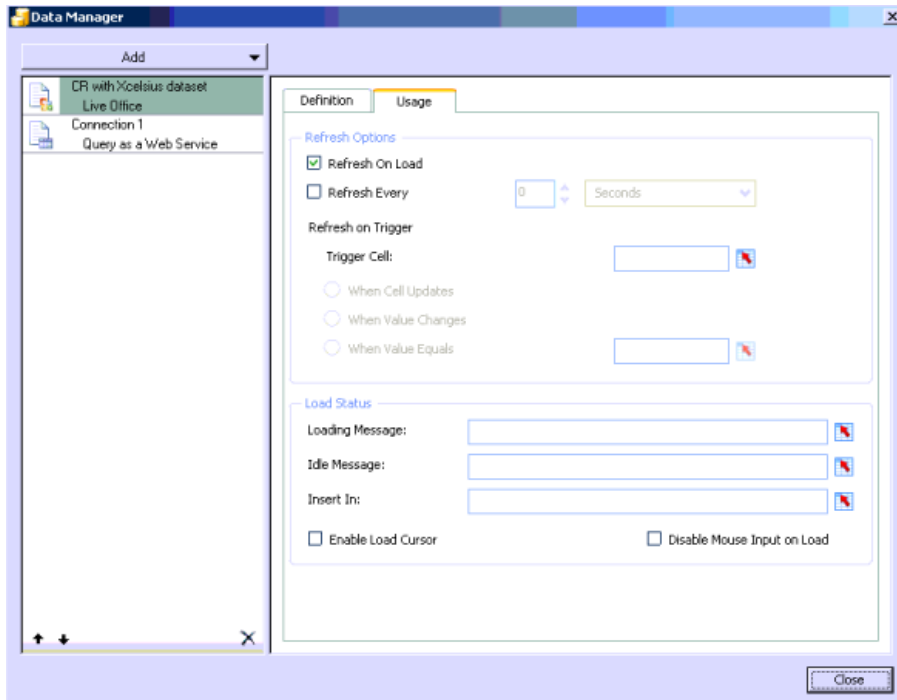 Data Manager
Add
CR with Xcelsius dataset
Live Office
Connection 1
Query as a Web Service
Definition
Usage
Refresh Options
Refresh On Load
Refresh Every
0
Seconds
Refresh on Trigger
Trigger Cell:
When Cell Updates
When Value Changes
When Value Equals
Load Status
Loading Message:
Idle Message:
Insert In:
Enable Load Cursor
Disable Mouse Input on Load
Close